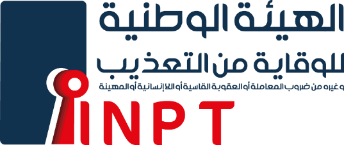 الهيئة الوطنية
للوقاية من التعذيب
وغيره من ضروب المعاملة أو العقوبة القاسية أو اللاإنسانية أو المهينة
INPT